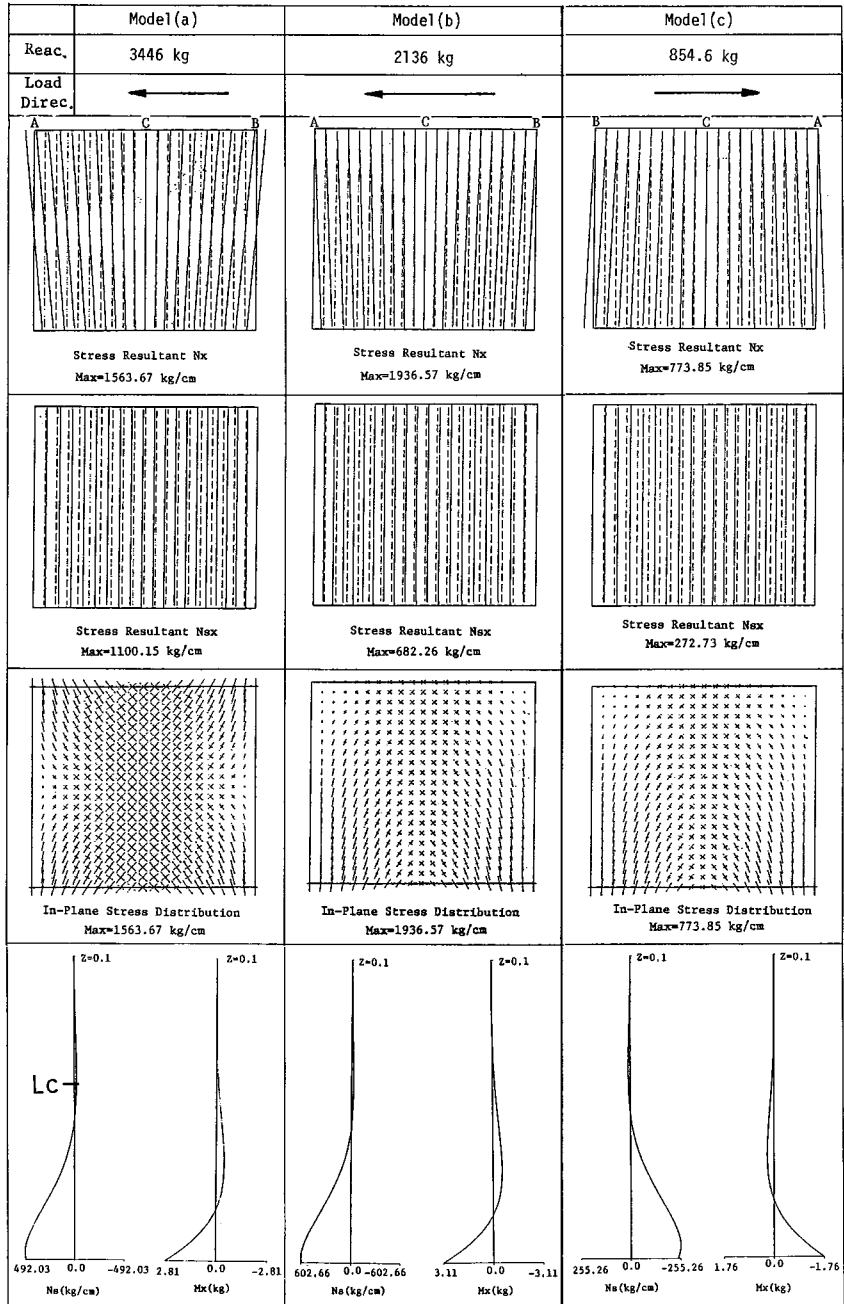 Model(a) Model(b) Model(c)
Reac. 3446 kg 2136 kg 854.6 kg
Load
Direc.
A C B A C B B C A
Stress Resultant Nx Stress Resultant Nx Stress Resultant Nx
Max=1563.67 kg/cm Max=1936.57 kg/cm Max=773.85 kg/cm
Stress Resultant Nsx Stress Resultant Nsx Stress Resultant Nsx
Max=1100.15 kg/cm Max=682.26 kg/cm Max=272.73 kg/cm
In-Plane Stress Distribution In-Plane Stress Distribution In-Plane Stress Distribution
Max=1563.67 kg/cm Max=1936.57 kg/cm Max=773.85 kg/cm
Z=0.1 Z=0.1 Z=0.1 Z=0.1 Z=0.1 Z=0.1
Lc
492.03 0.0 -492.03 2.81 0.0 -2.81 602.66 0.0 -602.66 3.11 0.0 -3.11 255.26 0.0 -255.26 1.76 0.0 -1.76
Ns(kg/cm) Mx(kg) Ns(kg/cm) Mx(kg) Ns(kg/cm) Mx(kg)